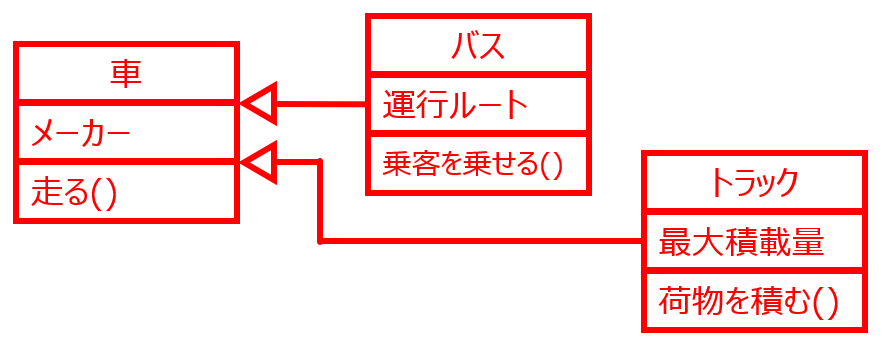 車
メーカー
走る()
バス
運行ルート
乗客を乗せる()
トラック
最大積載量
荷物を積む()